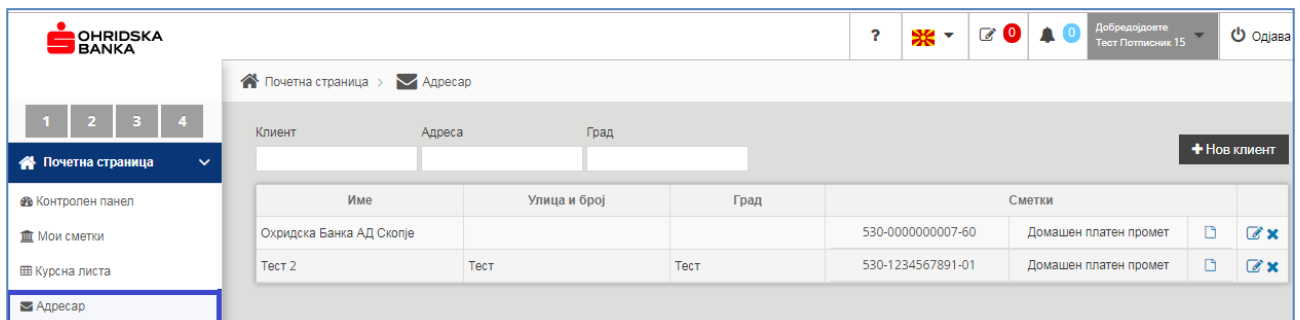 OHRIDSKA
BANKA
? 0 0 Добредојдовте
Тест Потписник 15
Одјава
Почетна страница > Адресар
1 2 3 4
Клиент Адреса Град
+ Нов клиент
Почетна страница
Контролен панел
Мои сметки
Курсна листа
Адресар
Име Улица и број Град Сметки
Охридска Банка АД Скопје 530-0000000007-60 Домашен платен промет
Тест 2 Тест Тест 530-1234567891-01 Домашен платен промет